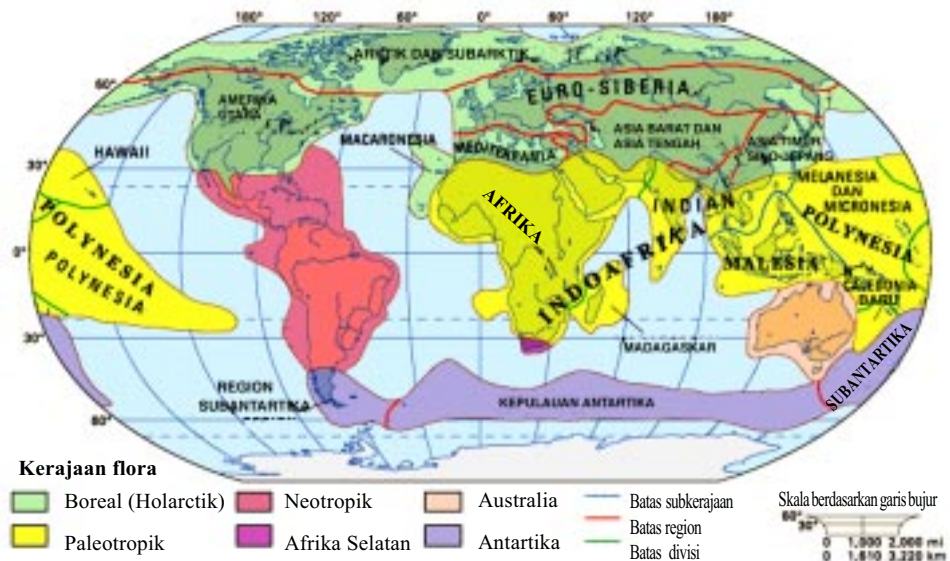 180° 120° 60° 0° 60° 120° 180°
ARKTIK DAN SUBARKTIK
60°
EURO-SIBERIA
AMERIKA
UTARA
MACARONESIA
MEDITERRANIA
ASIA BARAT DAN
ASIA TENGAH
ASIA TIMUR
SINO-JEPANG
HAWAII
30°
MELANESIA
DAN
MICRONESIA
POLYNESIA
POLYNESIA
AFRIKA
INDIAN
INDOAFRIKA
MALESIA
POLYNESIA
0°
CALEDONIA
BARU
30°
MADAGASKAR
REGION
SUBANTARTIKA
KEPULAUAN ANTARTIKA
SUBANTARTIKA
60°
Kerajaan flora
Boreal (Holarctik)
Neotropik
Australia
Batas subkerajaan
Skala berdasarkan garis bujur
Paleotropik
Afrika Selatan
Antartika
Batas region
Batas divisi
60°
30°
0 1,000 2,000 mi
0 1,610 3,220 km